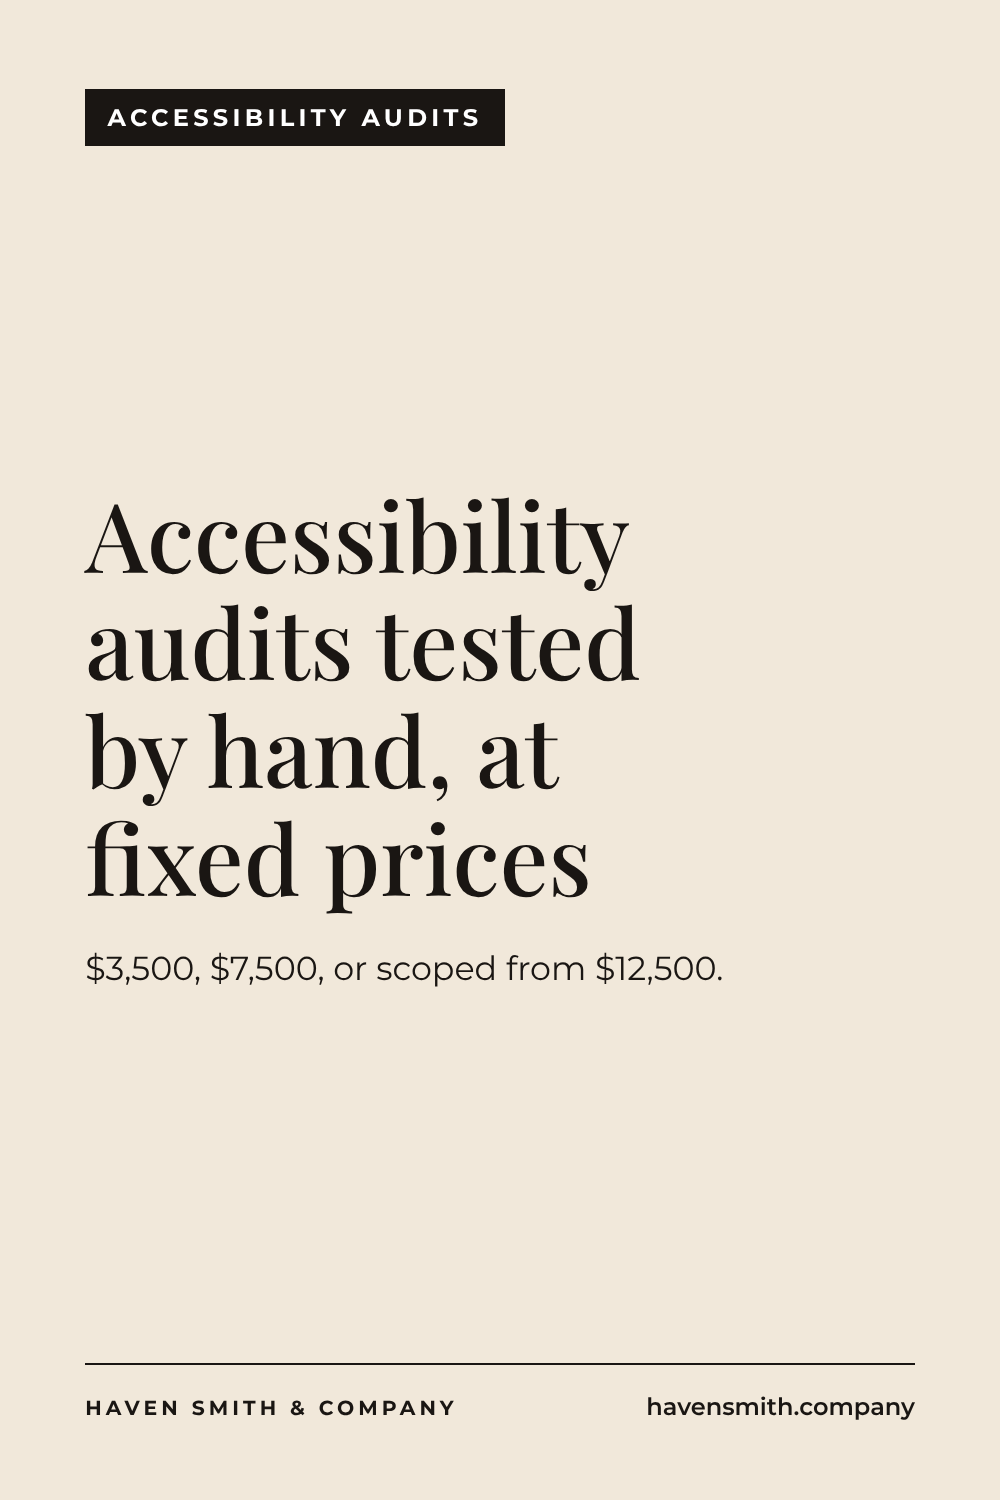 ACCESSIBILITY AUDITS
Accessibility
audits tested
by hand, at
fixed prices
$3,500, $7,500, or scoped from $12,500.
HAVEN SMITH & COMPANY
havensmith.company